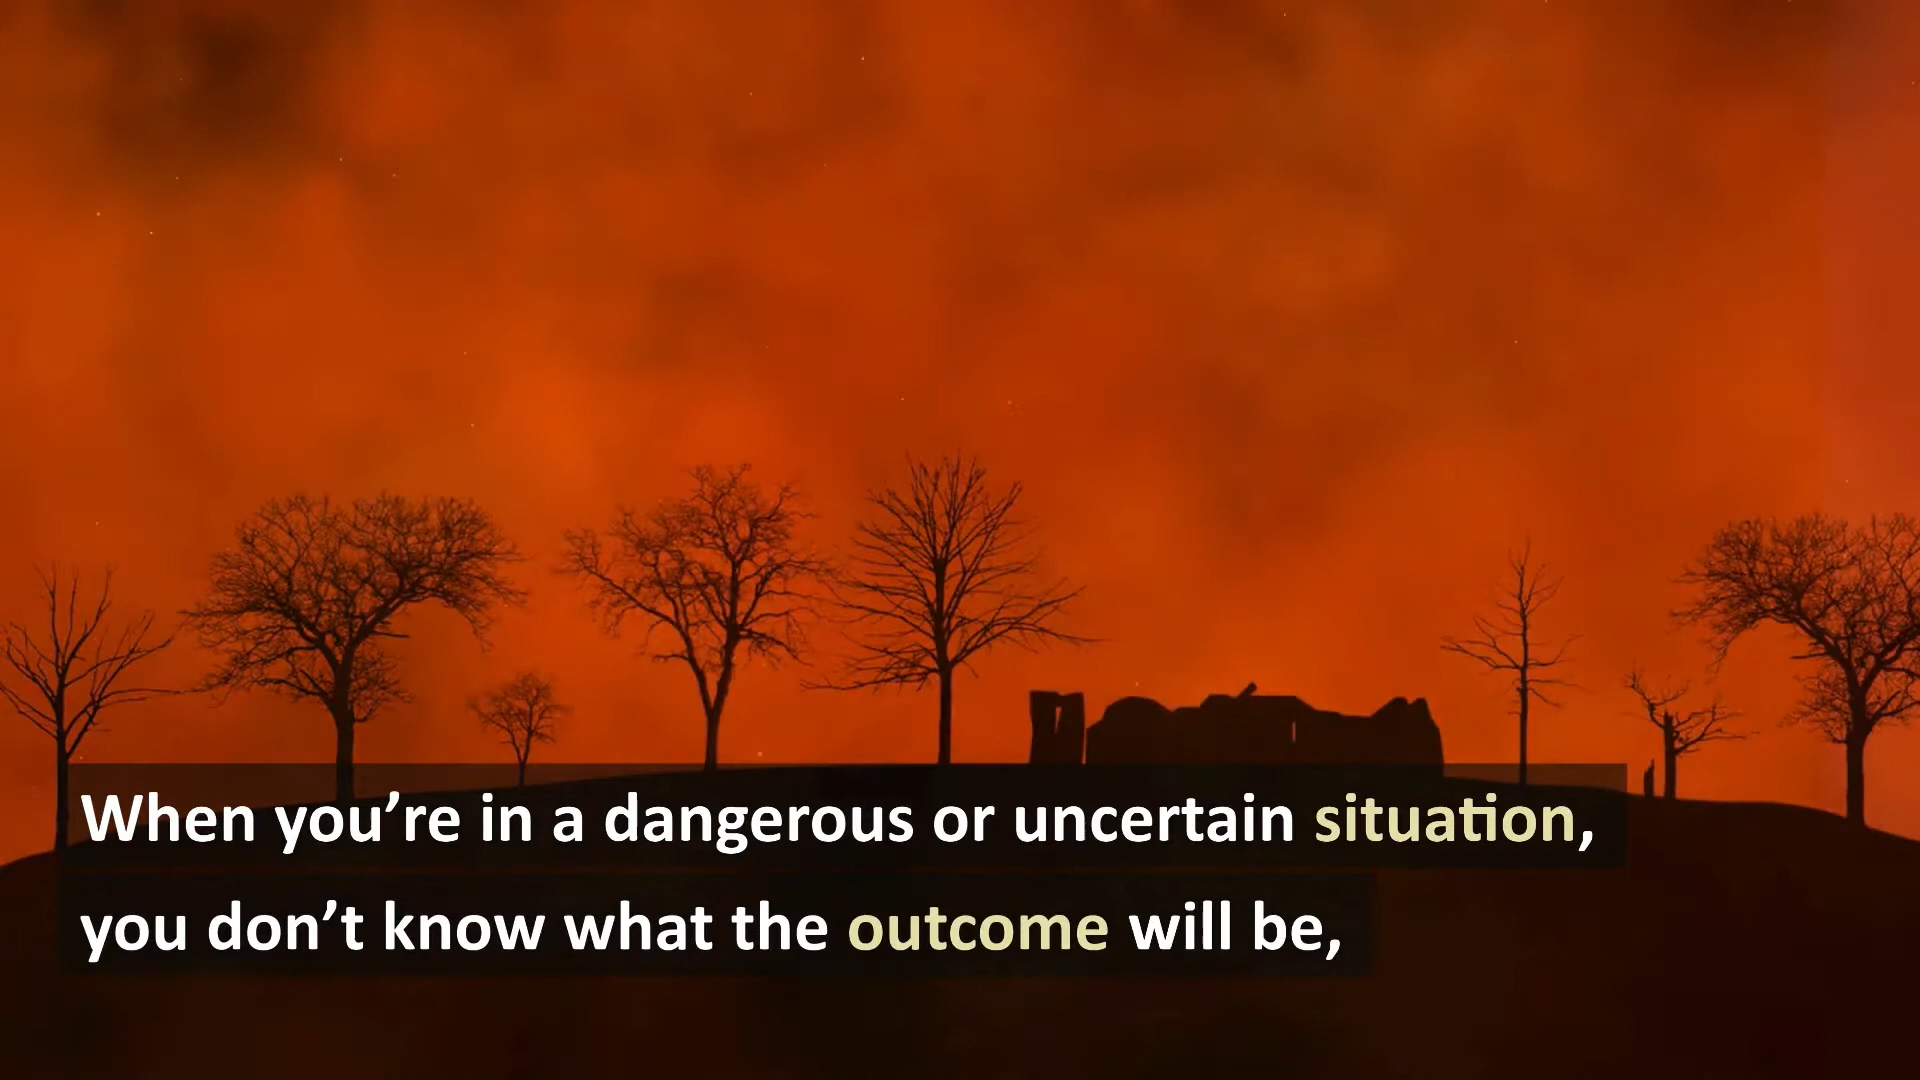 When you’re in a dangerous or uncertain situation,
you don’t know what the outcome will be,